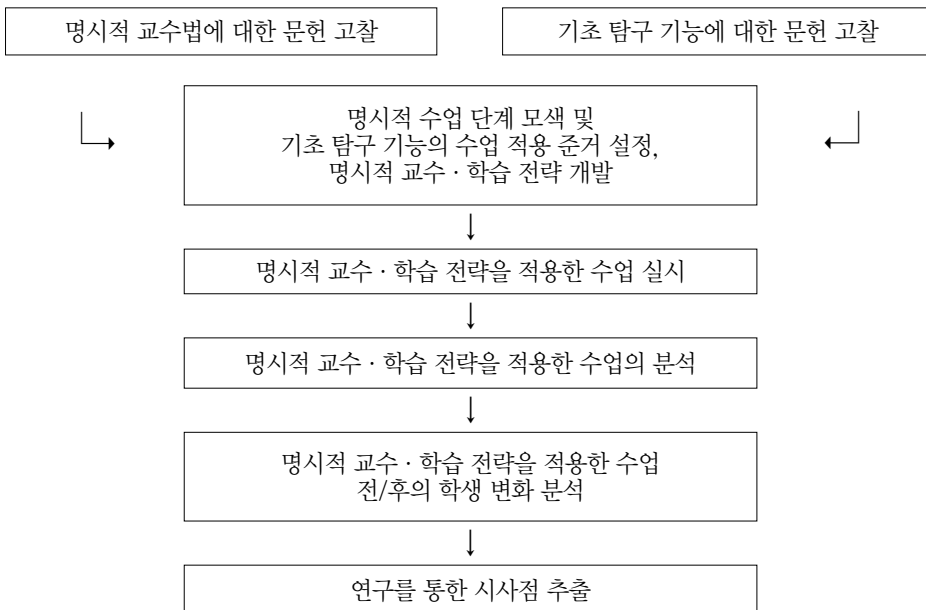 명시적 교수법에 대한 문헌 고찰
기초 탐구 기능에 대한 문헌 고찰
명시적 수업 단계 모색 및
기초 탐구 기능의 수업 적용 준거 설정,
명시적 교수 · 학습 전략 개발
명시적 교수 · 학습 전략을 적용한 수업 실시
명시적 교수 · 학습 전략을 적용한 수업의 분석
명시적 교수 · 학습 전략을 적용한 수업
전/후의 학생 변화 분석
연구를 통한 시사점 추출